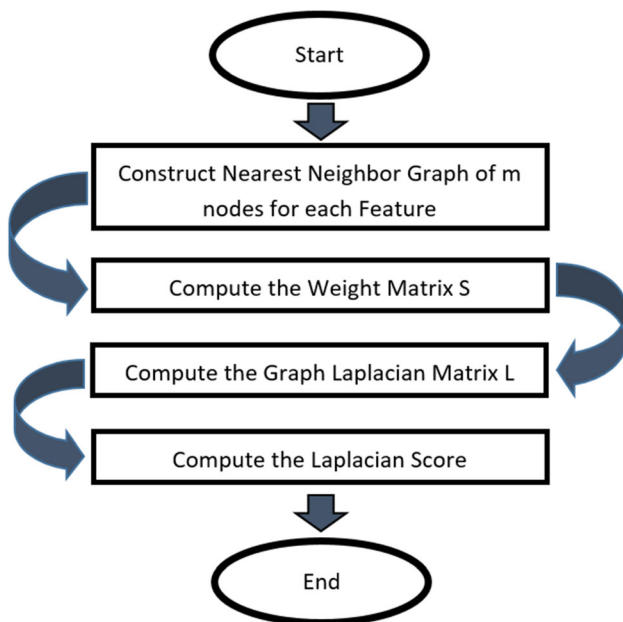 Start
Construct Nearest Neighbor Graph of m
nodes for each Feature
Compute the Weight Matrix S
Compute the Graph Laplacian Matrix L
Compute the Laplacian Score
End